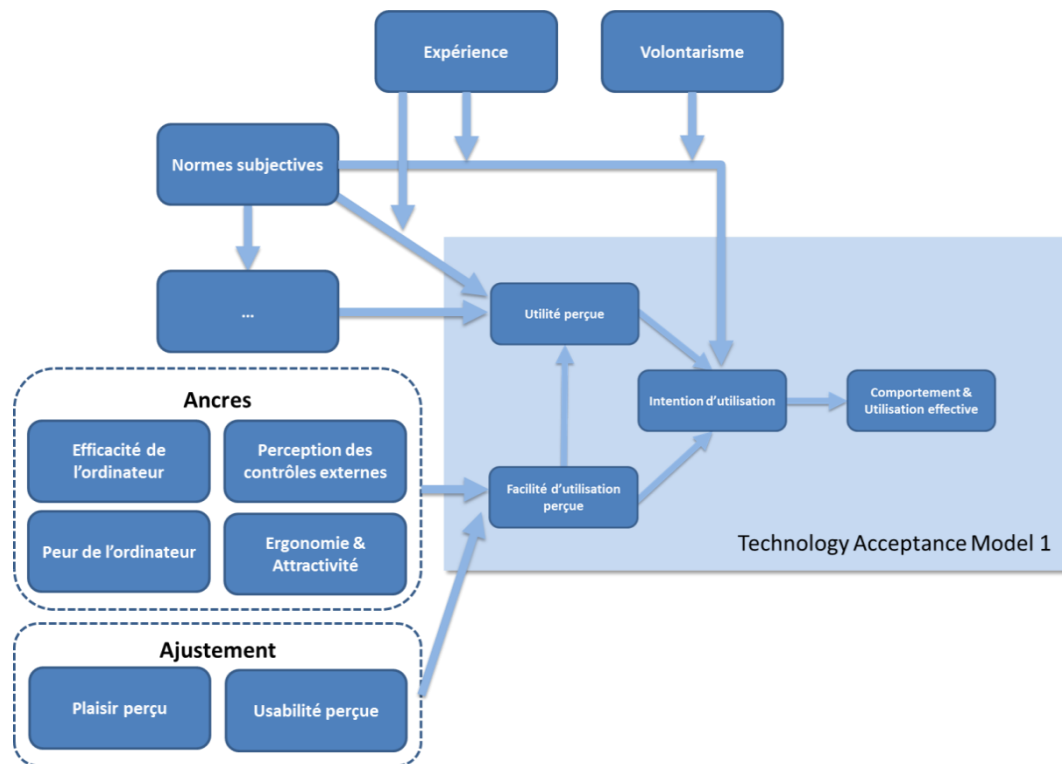 Expérience
Volontarisme
Normes subjectives
...
Utilité perçue
Intention d'utilisation
Comportement &
Utilisation effective
Facilité d'utilisation
perçue
Technology Acceptance Model 1
Ancres
Efficacité de
l'ordinateur
Perception des
contrôles externes
Peur de l'ordinateur
Ergonomie &
Attractivité
Ajustement
Plaisir perçu
Usabilité perçue